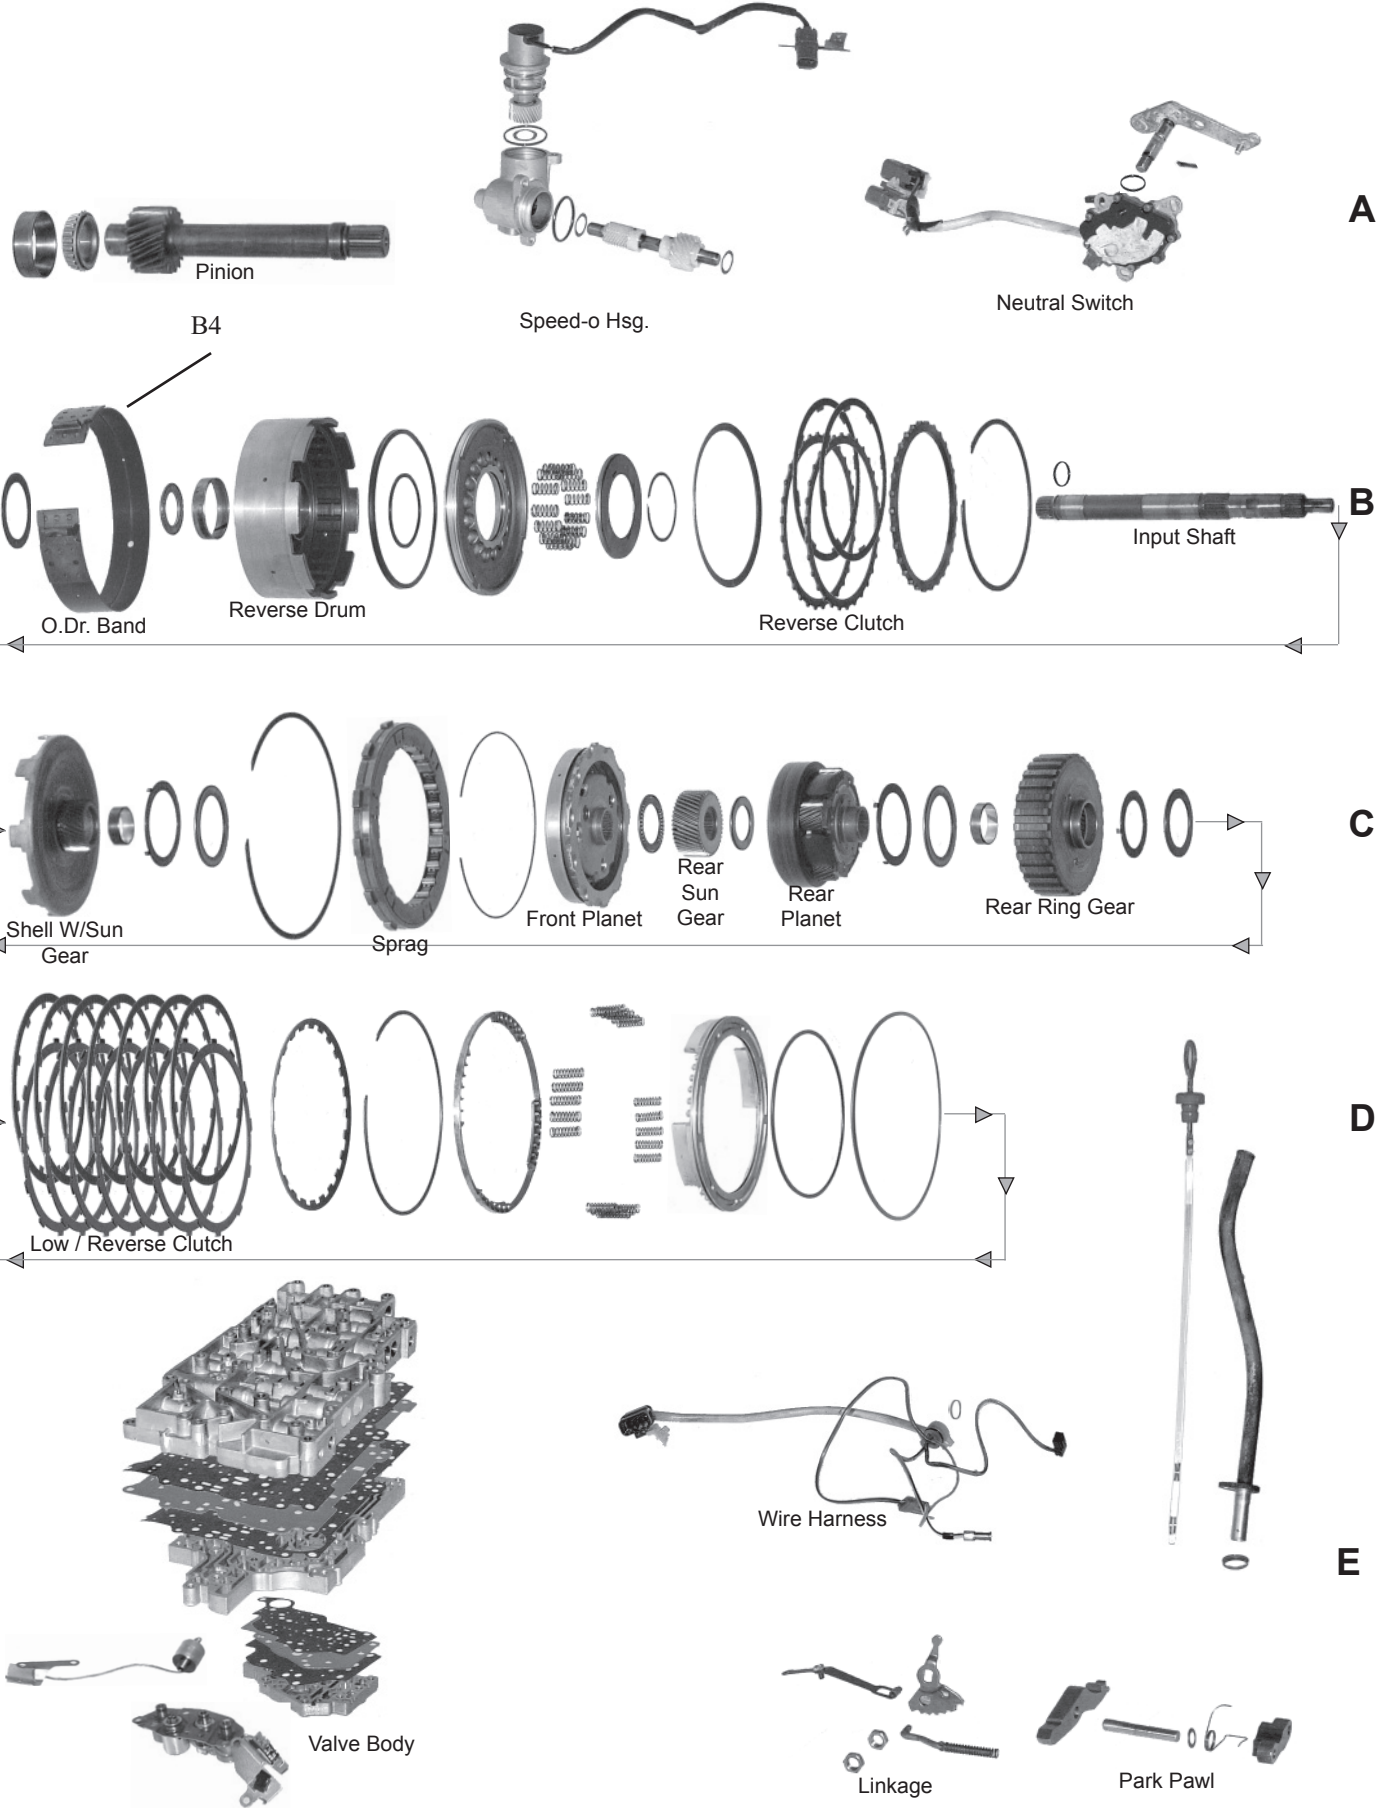 A
Pinion
Speed-o Hsg.
Neutral Switch
B4
B
Input Shaft
Reverse Drum
O.Dr. Band
Reverse Clutch
C
Rear
Sun
Gear
Rear
Planet
Rear Ring Gear
Front Planet
Shell W/Sun
Gear
Sprag
D
Low / Reverse Clutch
Wire Harness
E
Valve Body
Linkage
Park Pawl